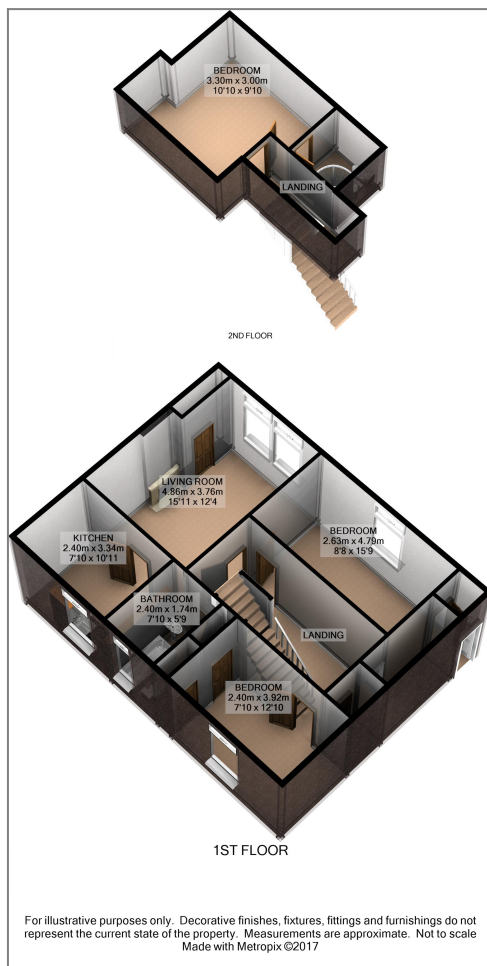 BEDROOM
3.30m x 3.00m
10'10 x 9'10
LANDING
2ND FLOOR
LIVING ROOM
4.86m x 3.76m
15'11 x 12'4
KITCHEN
2.40m x 3.34m
7'10 x 10'11
BEDROOM
2.63m x 4.79m
8'8 x 15'9
BATHROOM
2.40m x 1.74m
7'10 x 5'9
LANDING
BEDROOM
2.40m x 3.92m
7'10 x 12'10
1ST FLOOR
For illustrative purposes only. Decorative finishes, fixtures, fittings and furnishings do not
represent the current state of the property. Measurements are approximate. Not to scale
Made with Metropix ©2017